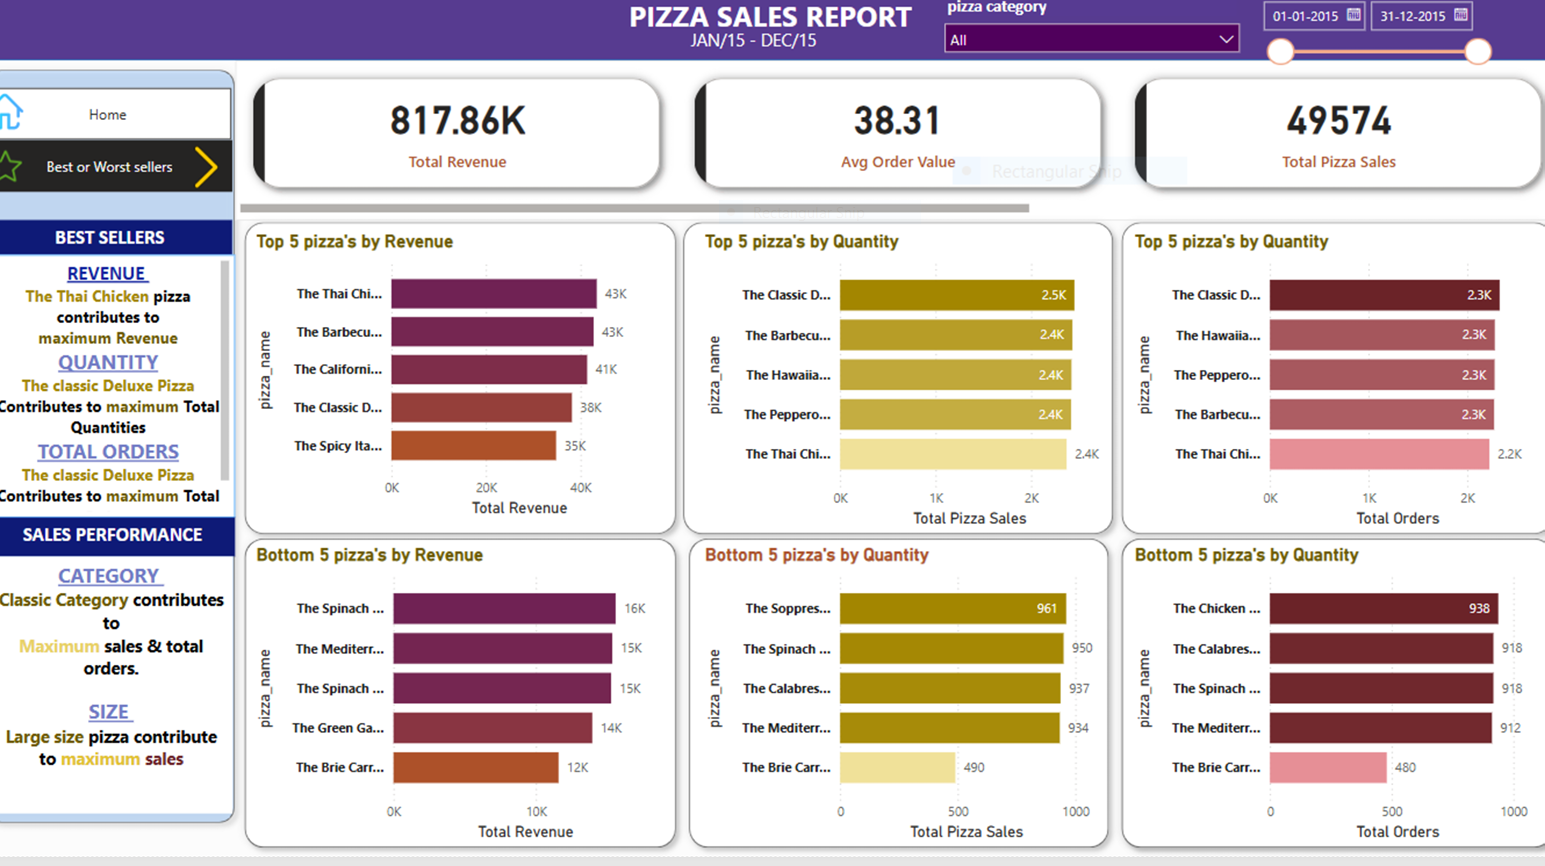 PIZZA SALES REPORT
JAN/15 - DEC/15
pizza category
All
01-01-2015
31-12-2015
Home
Best or Worst sellers
817.86K
Total Revenue
38.31
Avg Order Value
49574
Total Pizza Sales
Rectangular Snip
BEST SELLERS
REVENUE
The Thai Chicken pizza
contributes to
maximum Revenue
QUANTITY
The classic Deluxe Pizza
Contributes to maximum Total
Quantities
TOTAL ORDERS
The classic Deluxe Pizza
Contributes to maximum Total
SALES PERFORMANCE
CATEGORY
Classic Category contributes
to
Maximum sales & total
orders.
SIZE
Large size pizza contribute
to maximum sales
Top 5 pizza's by Revenue
pizza_name
The Thai Chi... 43K
The Barbecu... 43K
The Californi... 41K
The Classic D... 38K
The Spicy Ita... 35K
0K 20K 40K
Total Revenue
Top 5 pizza's by Quantity
pizza_name
The Classic D... 2.5K
The Barbecu... 2.4K
The Hawaiia... 2.4K
The Peppero... 2.4K
The Thai Chi... 2.4K
0K 1K 2K
Total Pizza Sales
Top 5 pizza's by Quantity
pizza_name
The Classic D... 2.3K
The Hawaiia... 2.3K
The Peppero... 2.3K
The Barbecu... 2.3K
The Thai Chi... 2.2K
0K 1K 2K
Total Orders
Bottom 5 pizza's by Revenue
pizza_name
The Spinach ... 16K
The Mediterr... 15K
The Spinach ... 15K
The Green Ga... 14K
The Brie Carr... 12K
0K 10K
Total Revenue
Bottom 5 pizza's by Quantity
pizza_name
The Soppres... 961
The Spinach ... 950
The Calabres... 937
The Mediterr... 934
The Brie Carr... 490
0 500 1000
Total Pizza Sales
Bottom 5 pizza's by Quantity
pizza_name
The Chicken ... 938
The Calabres... 918
The Spinach ... 918
The Mediterr... 912
The Brie Carr... 480
0 500 1000
Total Orders